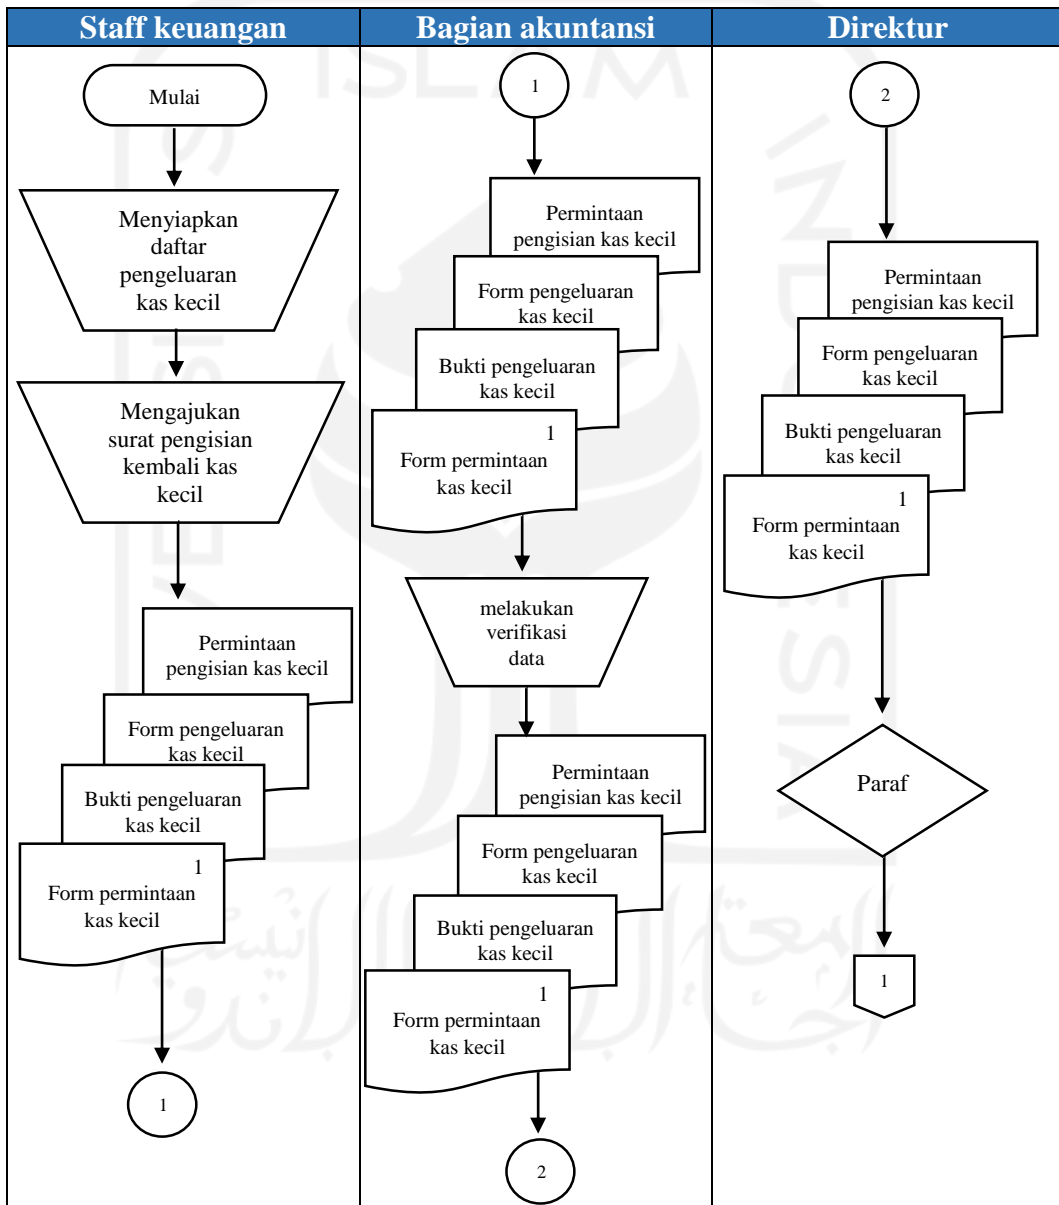 Staff keuangan
Bagian akuntansi
Direktur
Mulai
Menyiapkan
daftar
pengeluaran
kas kecil
Mengajukan
surat pengisian
kembali kas
kecil
Permintaan
pengisian kas kecil
Form pengeluaran
kas kecil
Bukti pengeluaran
kas kecil
1
Form permintaan
kas kecil
1
1
Permintaan
pengisian kas kecil
Form pengeluaran
kas kecil
Bukti pengeluaran
kas kecil
1
Form permintaan
kas kecil
melakukan
verifikasi
data
Permintaan
pengisian kas kecil
Form pengeluaran
kas kecil
Bukti pengeluaran
kas kecil
1
Form permintaan
kas kecil
2
2
Permintaan
pengisian kas kecil
Form pengeluaran
kas kecil
Bukti pengeluaran
kas kecil
1
Form permintaan
kas kecil
Paraf
1
ISLAM
INDONESIA